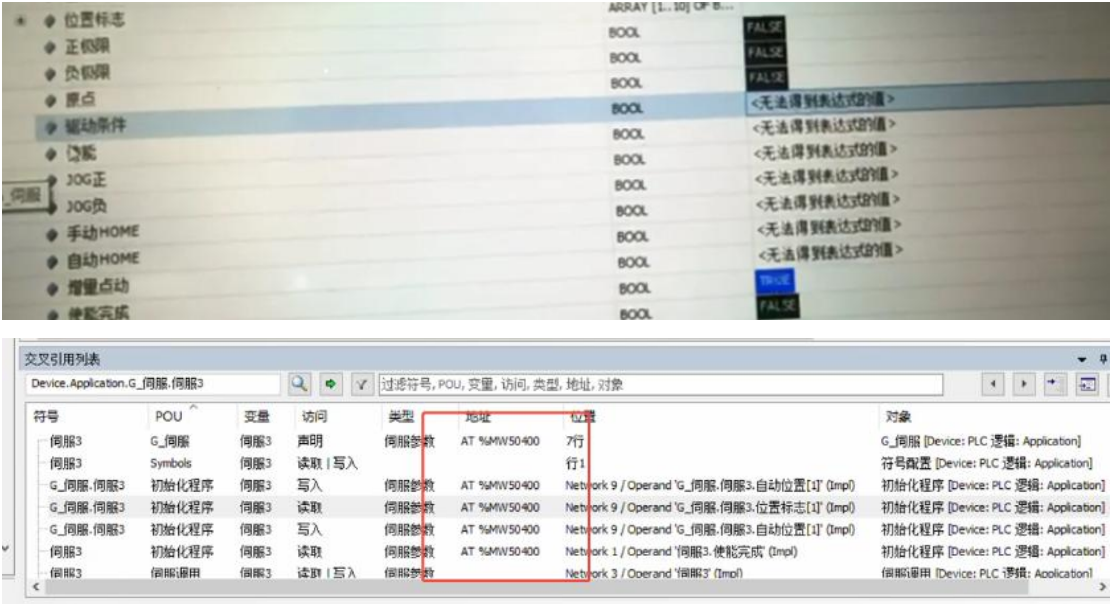 位置标志 ARRAY [1..10] OF B...
正极限 BOOL FALSE
负极限 BOOL FALSE
原点 BOOL FALSE
驱动条件 BOOL <无法得到表达式的值>
使能 BOOL <无法得到表达式的值>
JOG正 BOOL <无法得到表达式的值>
JOG负 BOOL <无法得到表达式的值>
手动HOME BOOL <无法得到表达式的值>
自动HOME BOOL <无法得到表达式的值>
增量点动 BOOL <无法得到表达式的值>
使能完成 BOOL TRUE
BOOL FALSE
_伺服
交叉引用列表
Device.Application.G_伺服.伺服3 过滤符号, POU, 变量, 访问, 类型, 地址, 对象
符号 POU 变量 访问 类型 地址 位置 对象
伺服3 G_伺服 伺服3 声明 伺服参数 AT %MW50400 7行 G_伺服 [Device: PLC 逻辑: Application]
伺服3 Symbols 伺服3 读取 | 写入 伺服参数 行1 符号配置 [Device: PLC 逻辑: Application]
G_伺服.伺服3 初始化程序 伺服3 写入 伺服参数 AT %MW50400 Network 9 / Operand 'G_伺服.伺服3.自动位置[1]' (Impl) 初始化程序 [Device: PLC 逻辑: Application]
G_伺服.伺服3 初始化程序 伺服3 读取 伺服参数 AT %MW50400 Network 9 / Operand 'G_伺服.伺服3.位置标志[1]' (Impl) 初始化程序 [Device: PLC 逻辑: Application]
G_伺服.伺服3 初始化程序 伺服3 写入 伺服参数 AT %MW50400 Network 9 / Operand 'G_伺服.伺服3.自动位置[1]' (Impl) 初始化程序 [Device: PLC 逻辑: Application]
伺服3 初始化程序 伺服3 读取 伺服参数 AT %MW50400 Network 1 / Operand '伺服3.使能完成' (Impl) 初始化程序 [Device: PLC 逻辑: Application]
伺服3 伺服调用 伺服3 读取 | 写入 伺服参数 Network 3 / Operand '伺服3' (Impl) 伺服调用 [Device: PLC 逻辑: Application]